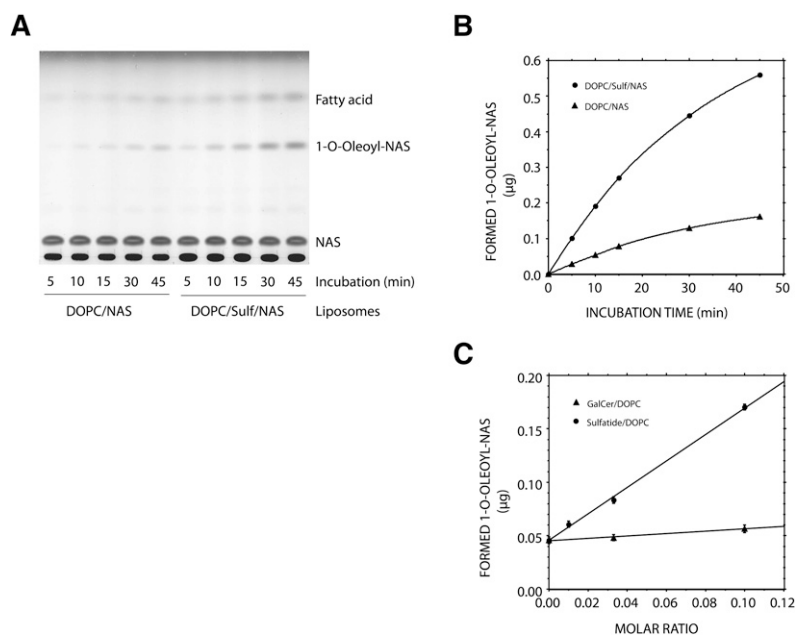 A
Fatty acid
1-O-Oleoyl-NAS
NAS
5 10 15 30 45 5 10 15 30 45 Incubation (min)
DOPC/NAS DOPC/Sulf/NAS Liposomes
B
0.6
0.5
0.4
0.3
0.2
0.1
0.0
FORMED 1-O-OLEOYL-NAS
(μg)
DOPC/Sulf/NAS
DOPC/NAS
0 10 20 30 40 50
INCUBATION TIME (min)
C
0.20
0.15
0.10
0.05
0.00
FORMED 1-O-OLEOYL-NAS
(μg)
GalCer/DOPC
Sulfatide/DOPC
0.00 0.02 0.04 0.06 0.08 0.10 0.12
MOLAR RATIO